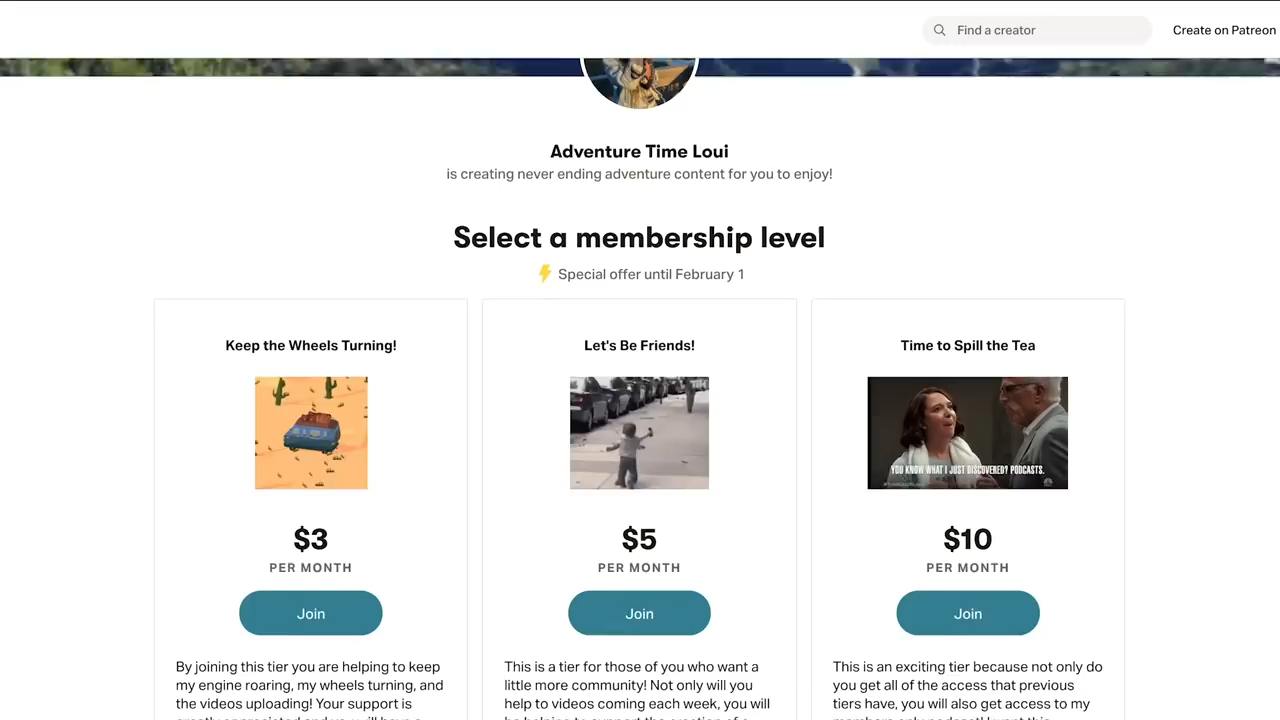 Find a creator
Create on Patreon
Adventure Time Loui
is creating never ending adventure content for you to enjoy!
Select a membership level
Special offer until February 1
Keep the Wheels Turning!
Let's Be Friends!
Time to Spill the Tea
YOU KNOW WHAT I JUST DISCOVERED? PODCASTS.
$3
PER MONTH
Join
$5
PER MONTH
Join
$10
PER MONTH
Join
By joining this tier you are helping to keep
my engine roaring, my wheels turning, and
the videos uploading! Your support is
This is a tier for those of you who want a
little more community! Not only will you
help to videos coming each week, you will
This is an exciting tier because not only do
you get all of the access that previous
tiers have, you will also get access to my